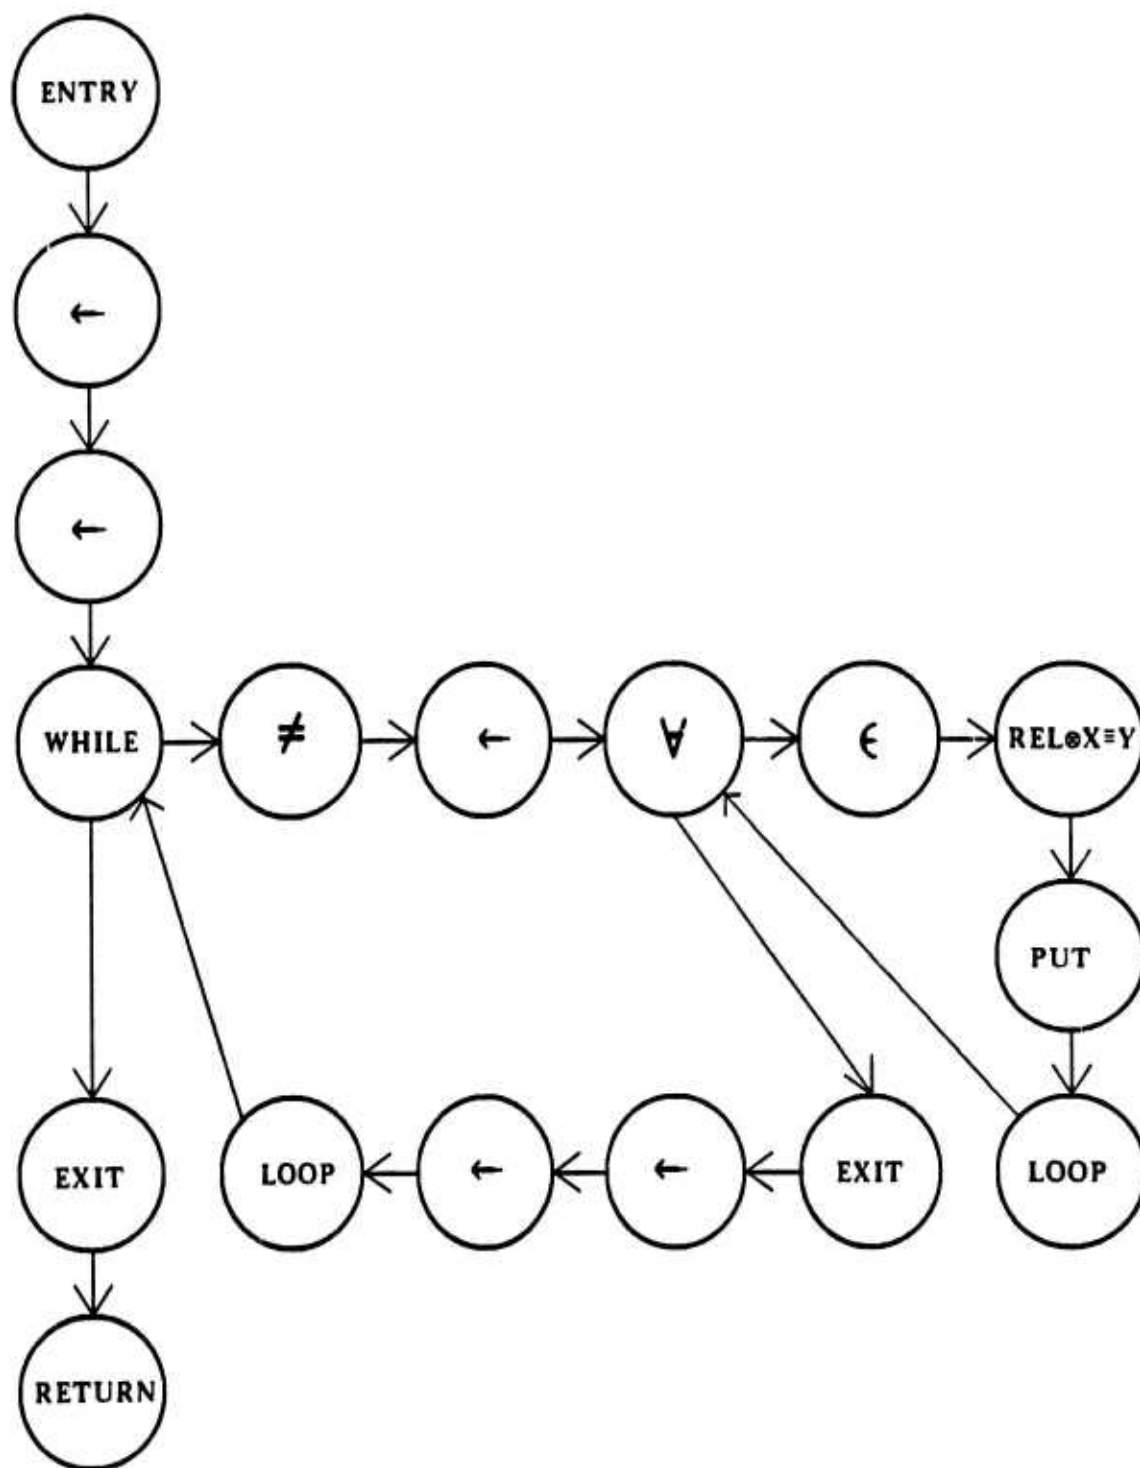 ENTRY
←
←
WHILE
≠
←
∀
ϵ
REL⊗X≡Y
PUT
EXIT
LOOP
←
←
EXIT
LOOP
RETURN